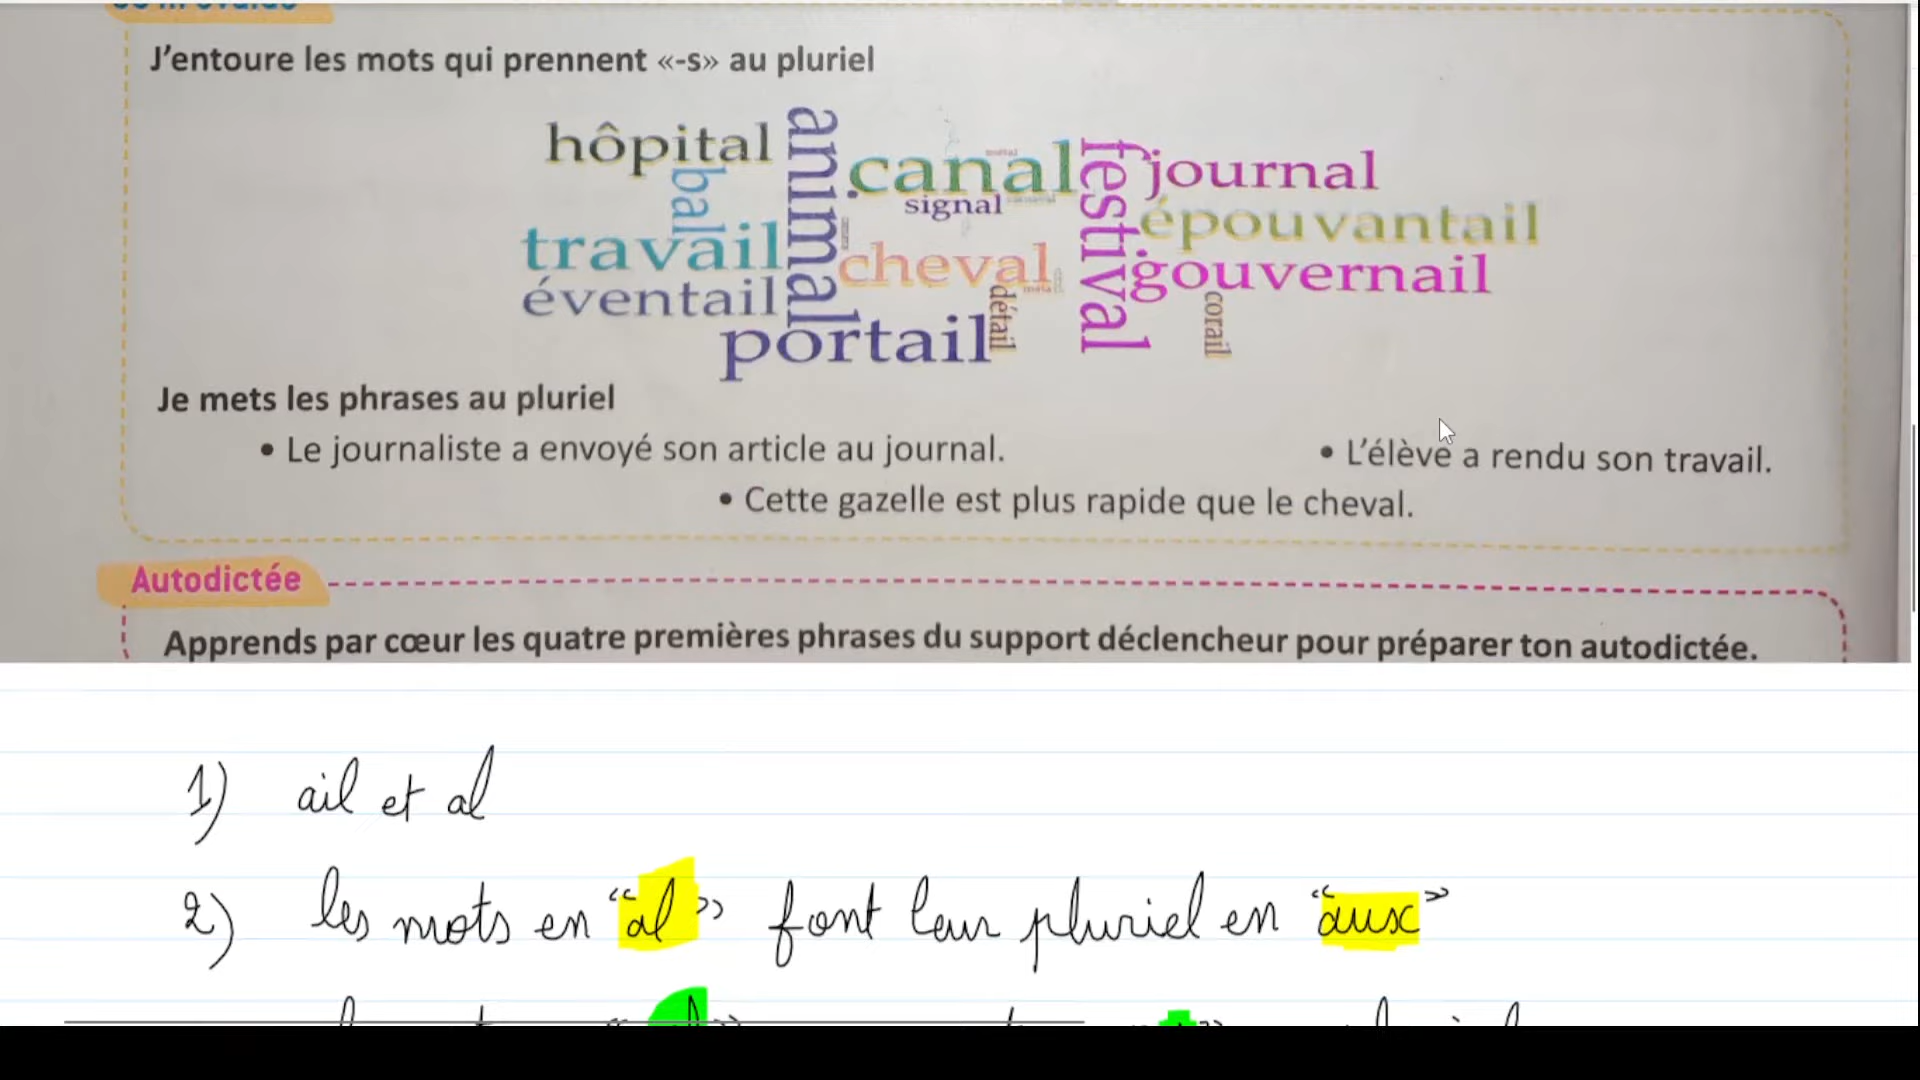 J'entoure les mots qui prennent «-s» au pluriel
hôpital
animal
canal
festival
journal
bal
signal
épouvantail
travail
cheval
gouvernail
éventail
détail
corail
portail
Je mets les phrases au pluriel
• Le journaliste a envoyé son article au journal.
• L'élève a rendu son travail.
• Cette gazelle est plus rapide que le cheval.
Autodictée
Apprends par cœur les quatre premières phrases du support déclencheur pour préparer ton autodictée.
1) ail et al
2) les mots en "al" font leur pluriel en "aux"